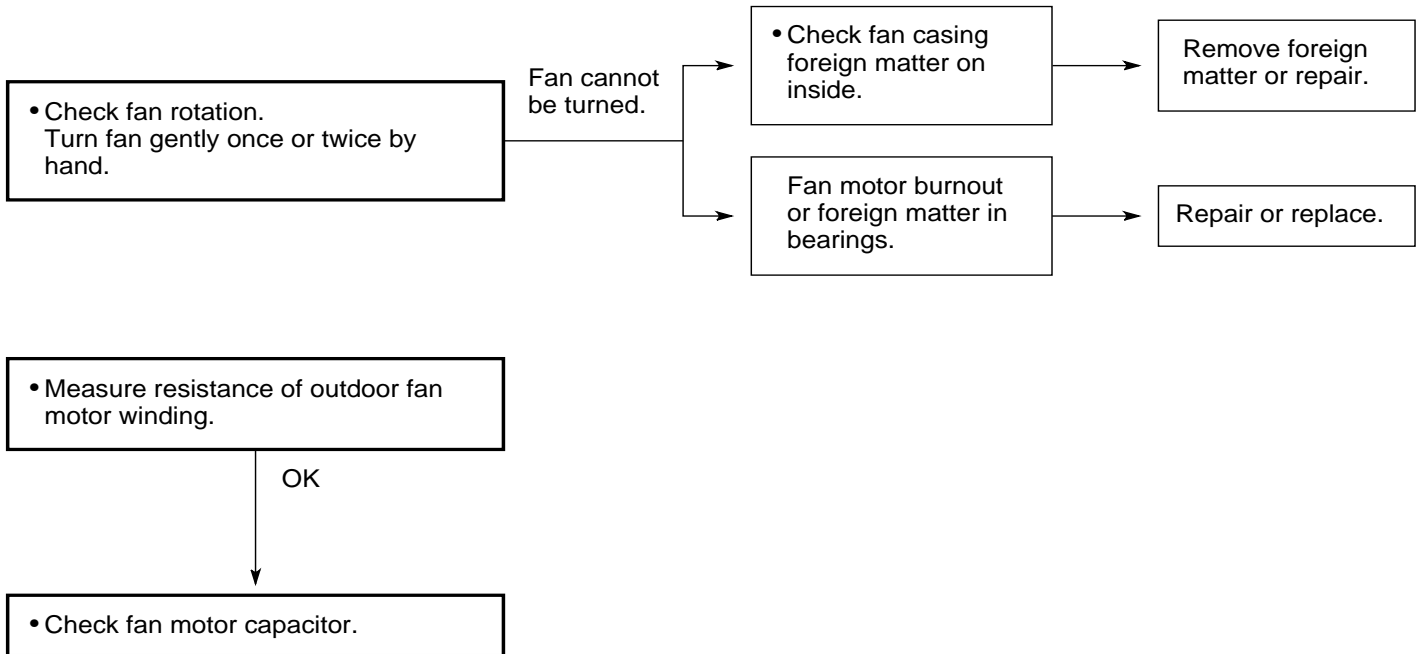 • Check fan rotation.
Turn fan gently once or twice by
hand.
Fan cannot
be turned.
• Check fan casing
foreign matter on
inside.
Remove foreign
matter or repair.
Fan motor burnout
or foreign matter in
bearings.
Repair or replace.
• Measure resistance of outdoor fan
motor winding.
OK
• Check fan motor capacitor.